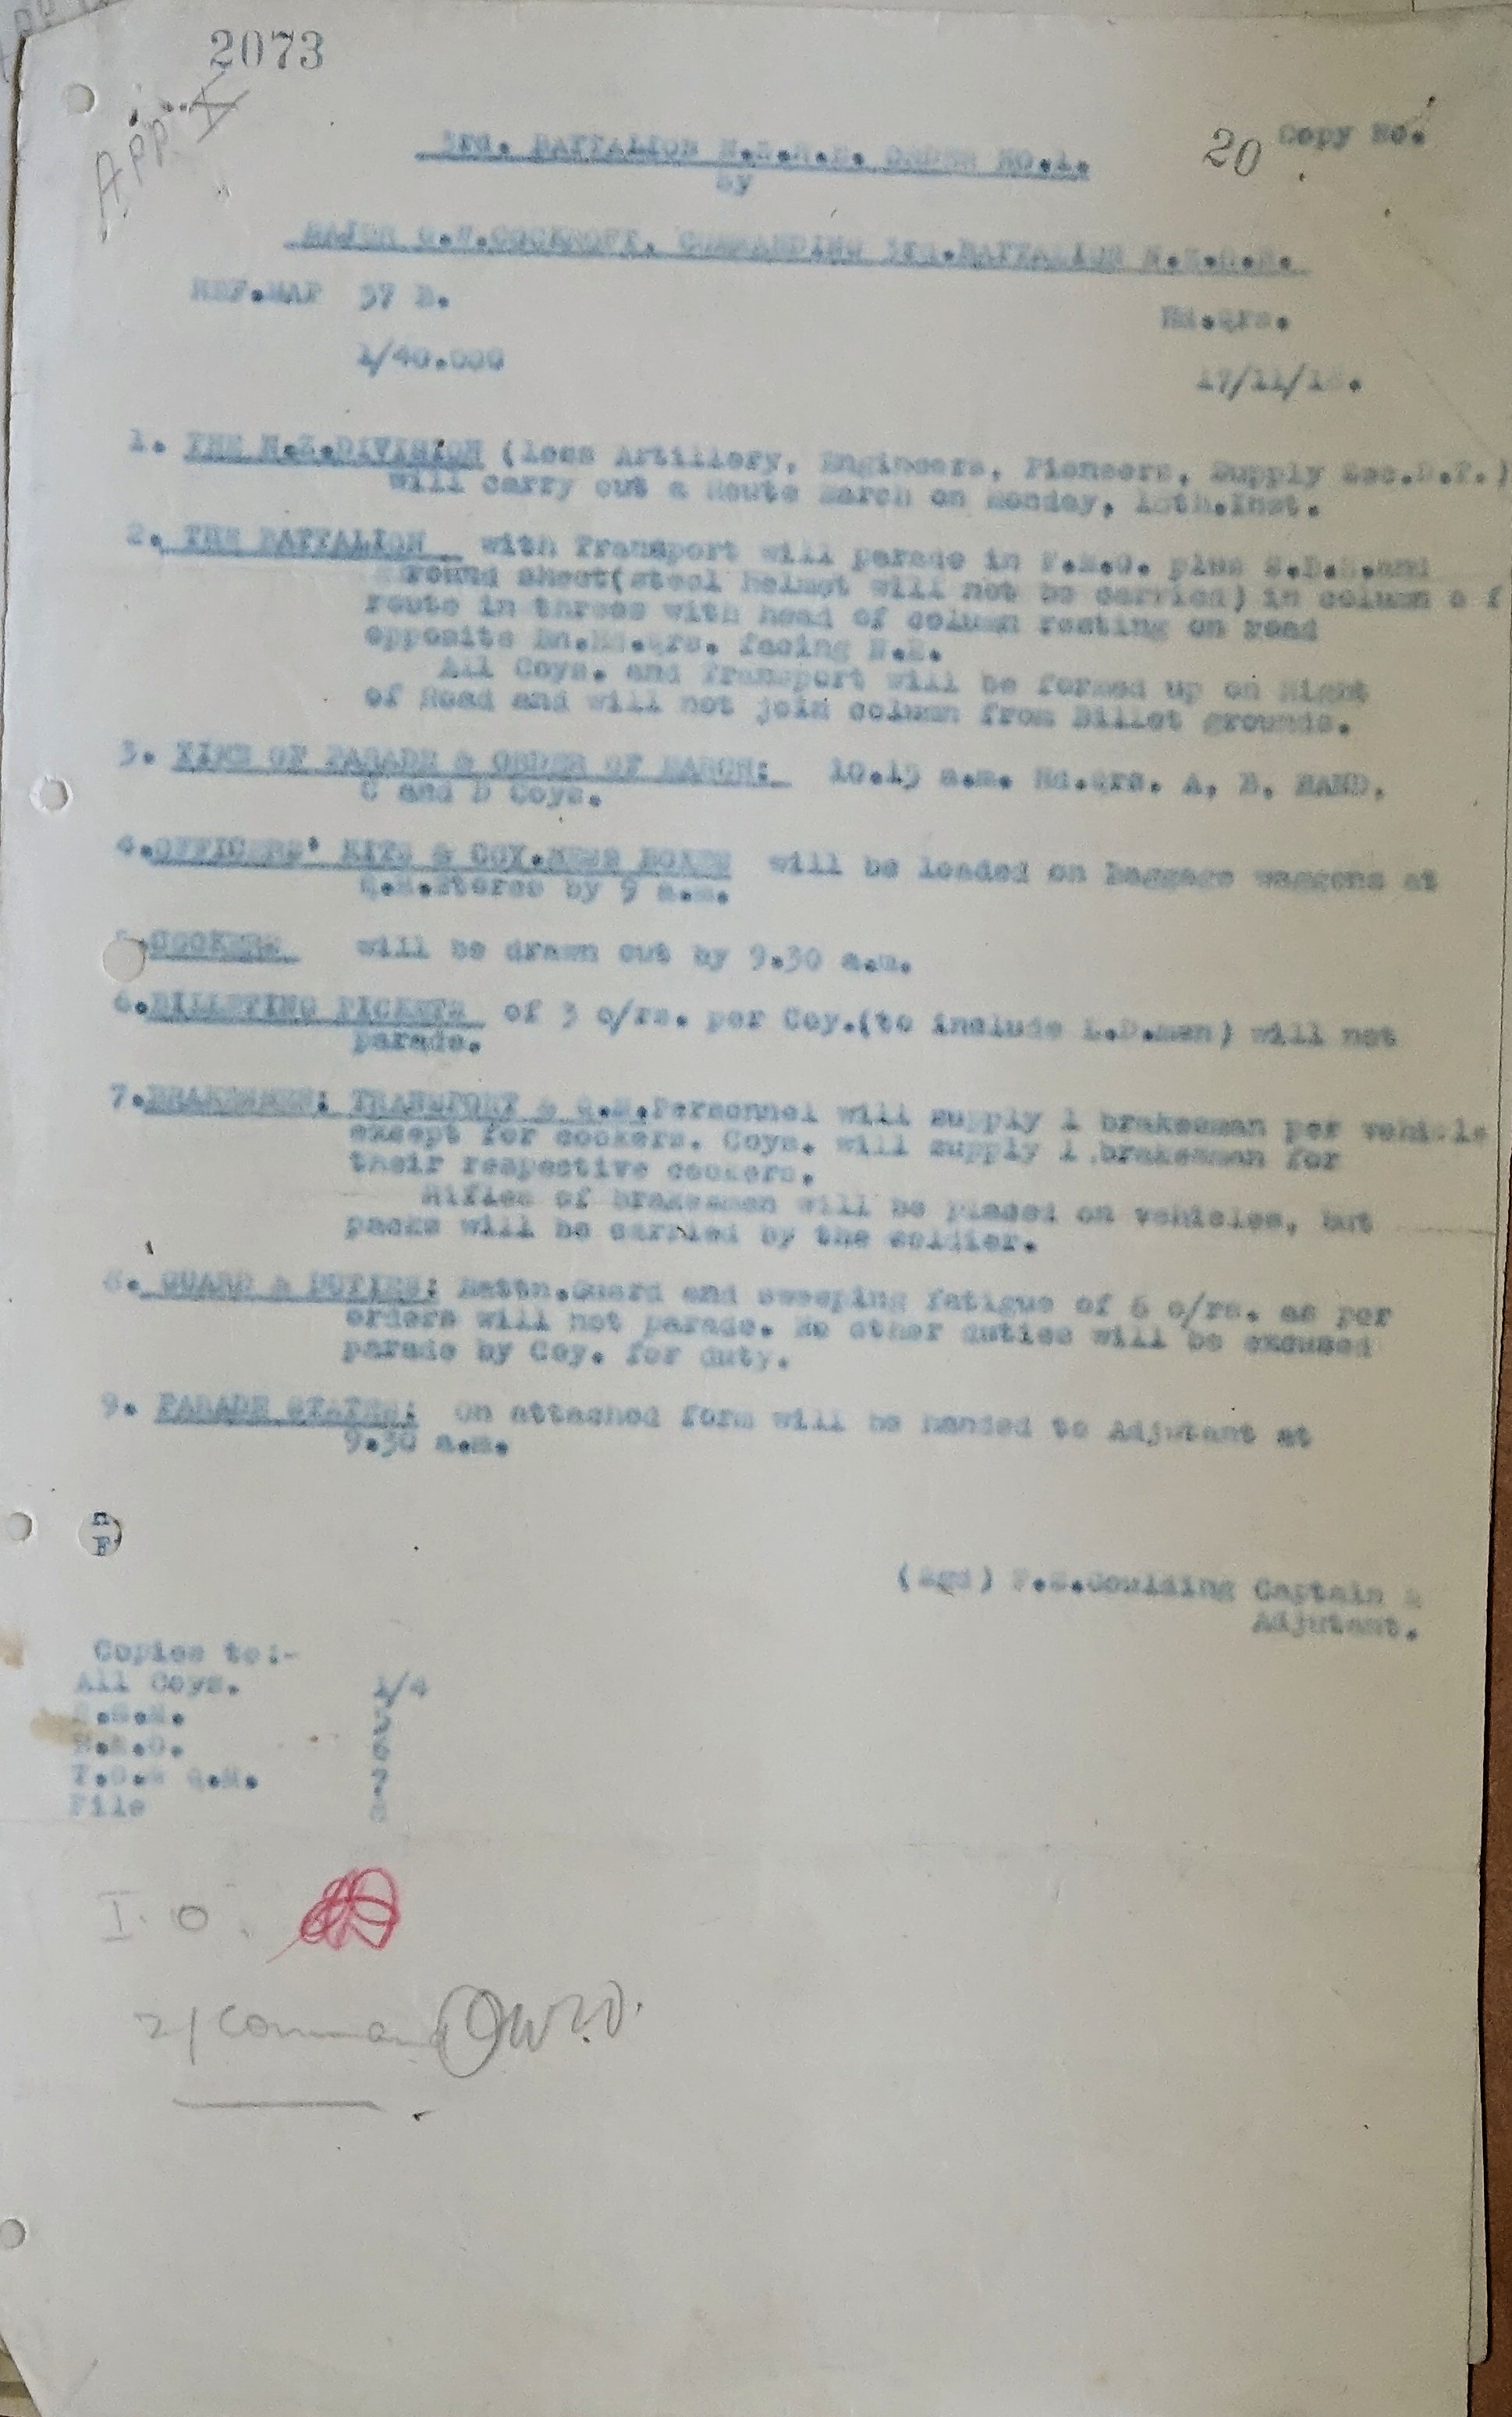 2073
App. X
20 Copy No.
3rd. BATTALION N.Z.R.B. ORDER NO.1.
by
MAJOR G.W.COCKROFT, COMMANDING 3rd.BATTALION N.Z.R.B.
REF.MAP 57 B.
Hd.qrs.
1/40.000
17/11/18.
1. THE N.Z.DIVISION (less Artillery, Engineers, Pioneers, Supply Sec.D.T.)
will carry out a Route March on Monday, 18th.Inst.
2. THE BATTALION with Transport will parade in F.M.O. plus S.B.R.and
Ground sheet(steel helmet will not be carried) in column o f
route in threes with head of column resting on road
opposite Bn.Hd.qrs. facing N.E.
All Coys. and Transport will be formed up on Right
of Road and will not join column from Billet grounds.
3. TIME OF PARADE & ORDER OF MARCH: 10.15 a.m. Hd.qrs. A, B, BAND,
C and D Coys.
4.OFFICERS' KITS & COY.MESS BOXES will be loaded on baggage waggons at
Q.M.Stores by 9 a.m.
5.COOKERS will be drawn out by 9.30 a.m.
6.BILLETING PICKETS of 3 o/rs. per Coy.(to include L.D.men) will not
parade.
7.BRAKESMEN: TRANSPORT & Q.M.Personnel will supply 1 brakesman per vehicle
except for cookers. Coys. will supply 1 brakesman for
their respective cookers.
Rifles of brakesmen will be placed on vehicles, but
packs will be carried by the soldier.
8. GUARD & DUTIES: Battn.Guard and sweeping fatigue of 6 o/rs. as per
orders will not parade. No other duties will be excused
parade by Coy. for duty.
9. PARADE STATES: On attached form will be handed to Adjutant at
9.30 a.m.
(Sgd) Goulding Captain &
Adjutant.
Copies to:-
All Coys. 1/4
R.S.M. 5
M.O. 6
T.O.& Q.M. 7
File 8
I.O.
2/Command